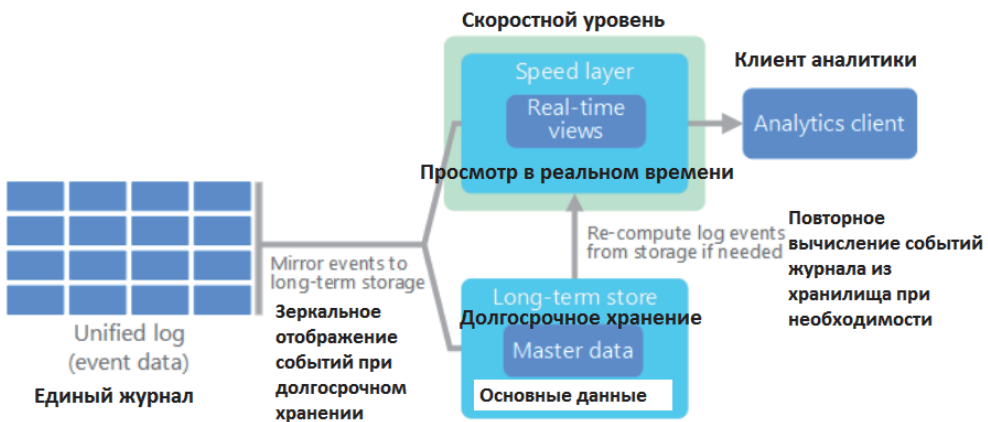 Скоростной уровень
Speed layer
Real-time
views
Просмотр в реальном времени
Клиент аналитики
Analytics client
Unified log
(event data)
Единый журнал
Mirror events to
long-term storage
Зеркальное
отображение
событий при
долгосрочном
хранении
Re-compute log events
from storage if needed
Повторное
вычисление событий
журнала из
хранилища при
необходимости
Long-term store
Долгосрочное хранение
Master data
Основные данные